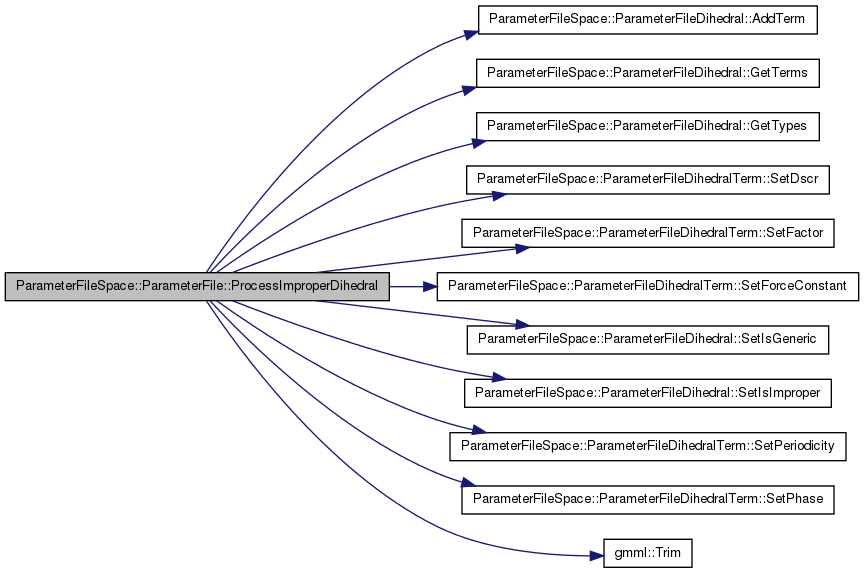 ParameterFileSpace::ParameterFileDihedral::AddTerm
ParameterFileSpace::ParameterFileDihedral::GetTerms
ParameterFileSpace::ParameterFileDihedral::GetTypes
ParameterFileSpace::ParameterFileDihedralTerm::SetDscr
ParameterFileSpace::ParameterFileDihedralTerm::SetFactor
ParameterFileSpace::ParameterFile::ProcessImproperDihedral
ParameterFileSpace::ParameterFileDihedralTerm::SetForceConstant
ParameterFileSpace::ParameterFileDihedral::SetIsGeneric
ParameterFileSpace::ParameterFileDihedral::SetIsImproper
ParameterFileSpace::ParameterFileDihedralTerm::SetPeriodicity
ParameterFileSpace::ParameterFileDihedralTerm::SetPhase
gmml::Trim